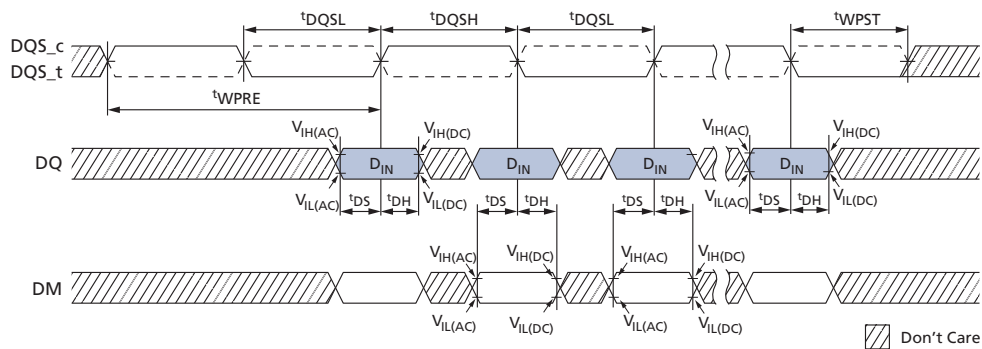 tDQSL tDQSH tDQSL tWPST
DQS_c
DQS_t
tWPRE
VIH(AC) VIH(DC) VIH(AC) VIH(DC)
DQ DIN DIN DIN DIN
VIL(AC) tDS tDH VIL(DC) tDS tDH tDS tDH VIL(AC) tDS tDH VIL(DC)
VIH(AC) VIH(DC) VIH(AC) VIH(DC)
DM
VIL(AC) VIL(DC) VIL(AC) VIL(DC)
Don't Care